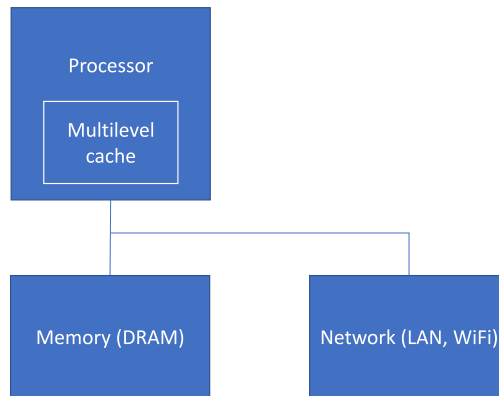 Processor
Multilevel
cache
Memory (DRAM)
Network (LAN, WiFi)